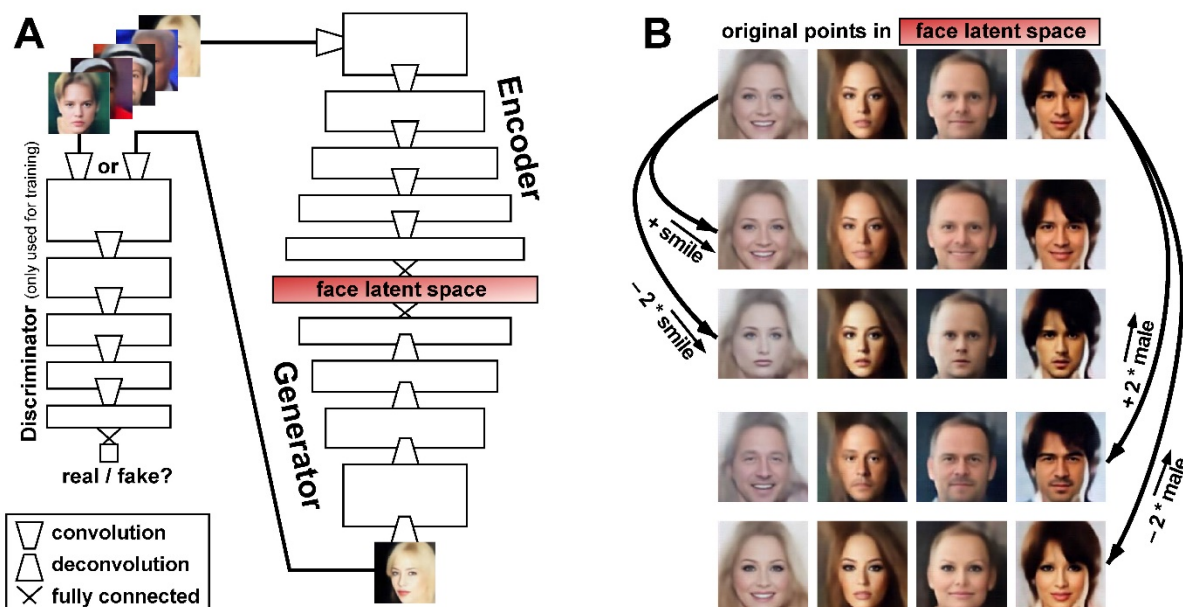 A
or
Discriminator (only used for training)
real / fake?
convolution
deconvolution
fully connected
Encoder
face latent space
Generator
B
original points in face latent space
+ smile
– 2 * smile
+ 2 * male
– 2 * male